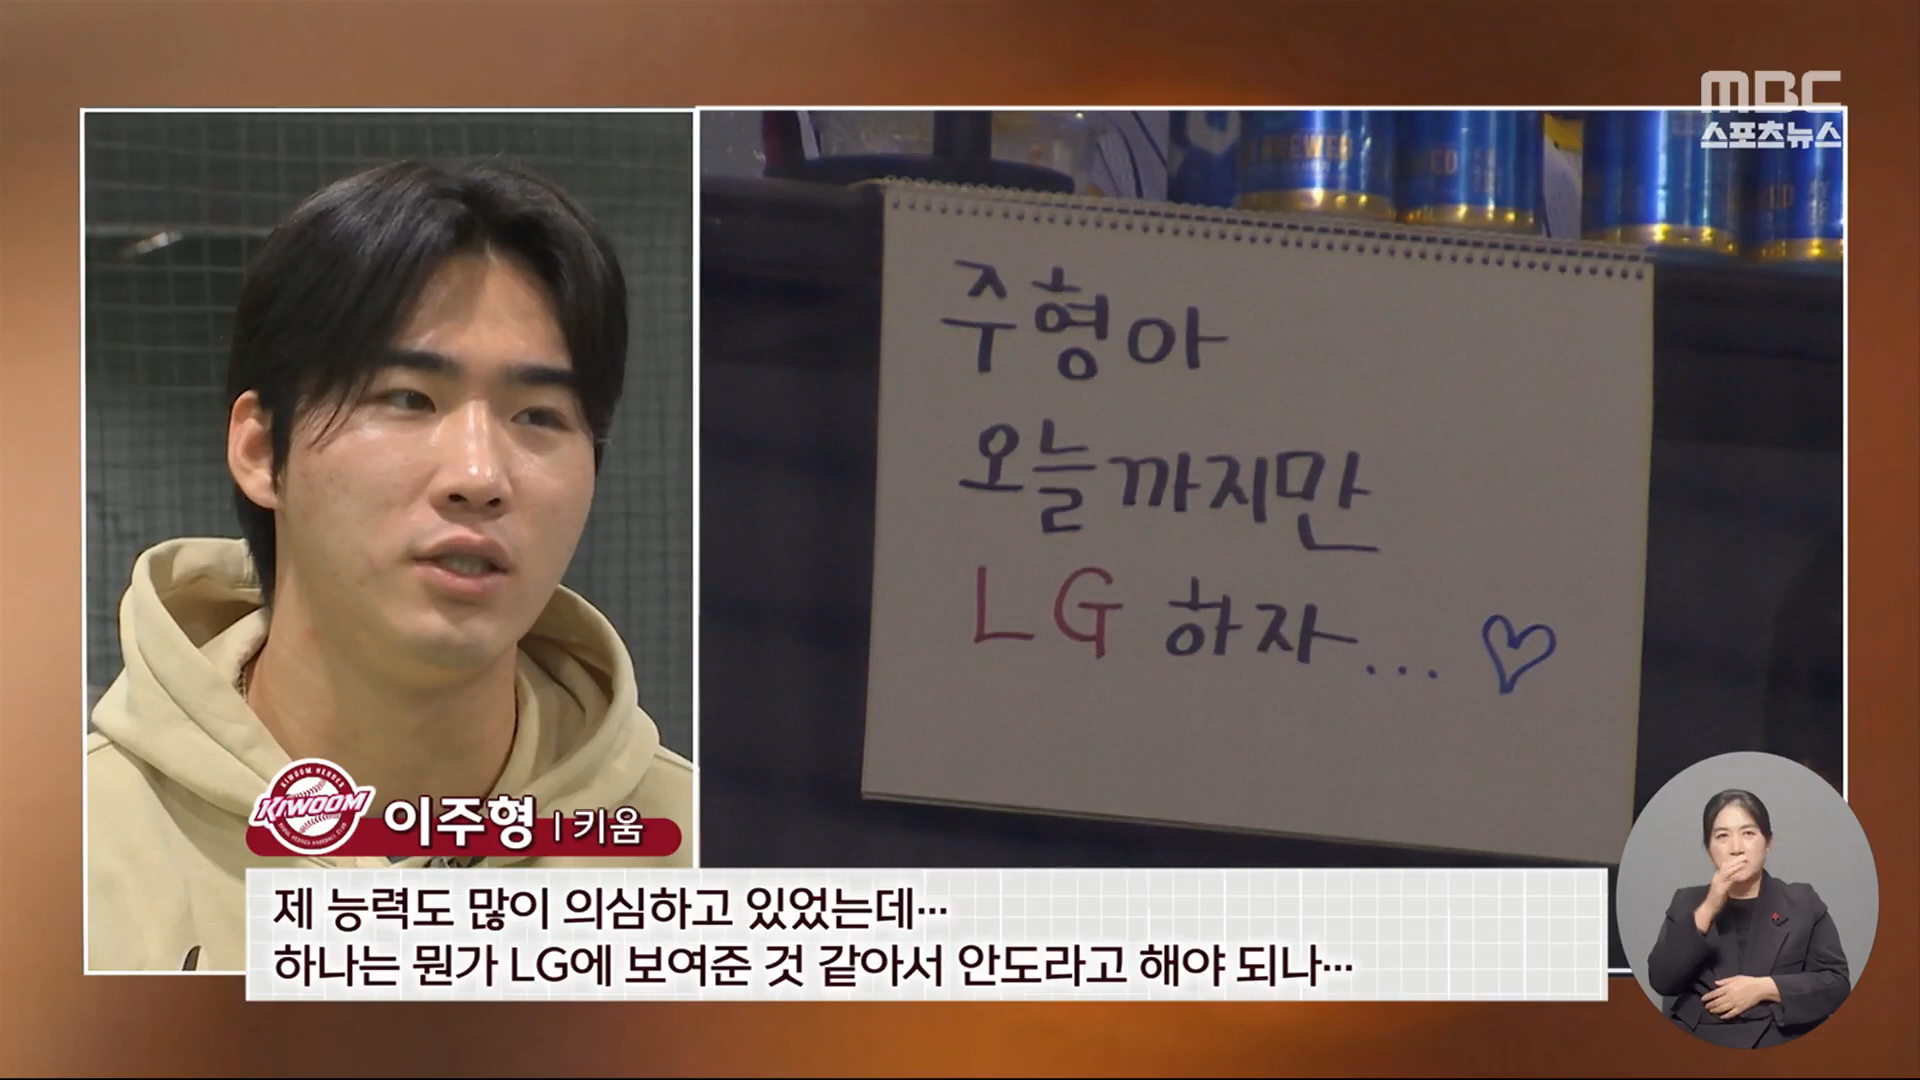 MBC
스포츠뉴스
주형아
오늘까지만
LG 하자... ♡
KIWOOM HEROES
KIWOOM
이주형 | 키움
제 능력도 많이 의심하고 있었는데…
하나는 뭔가 LG에 보여준 것 같아서 안도라고 해야 되나…